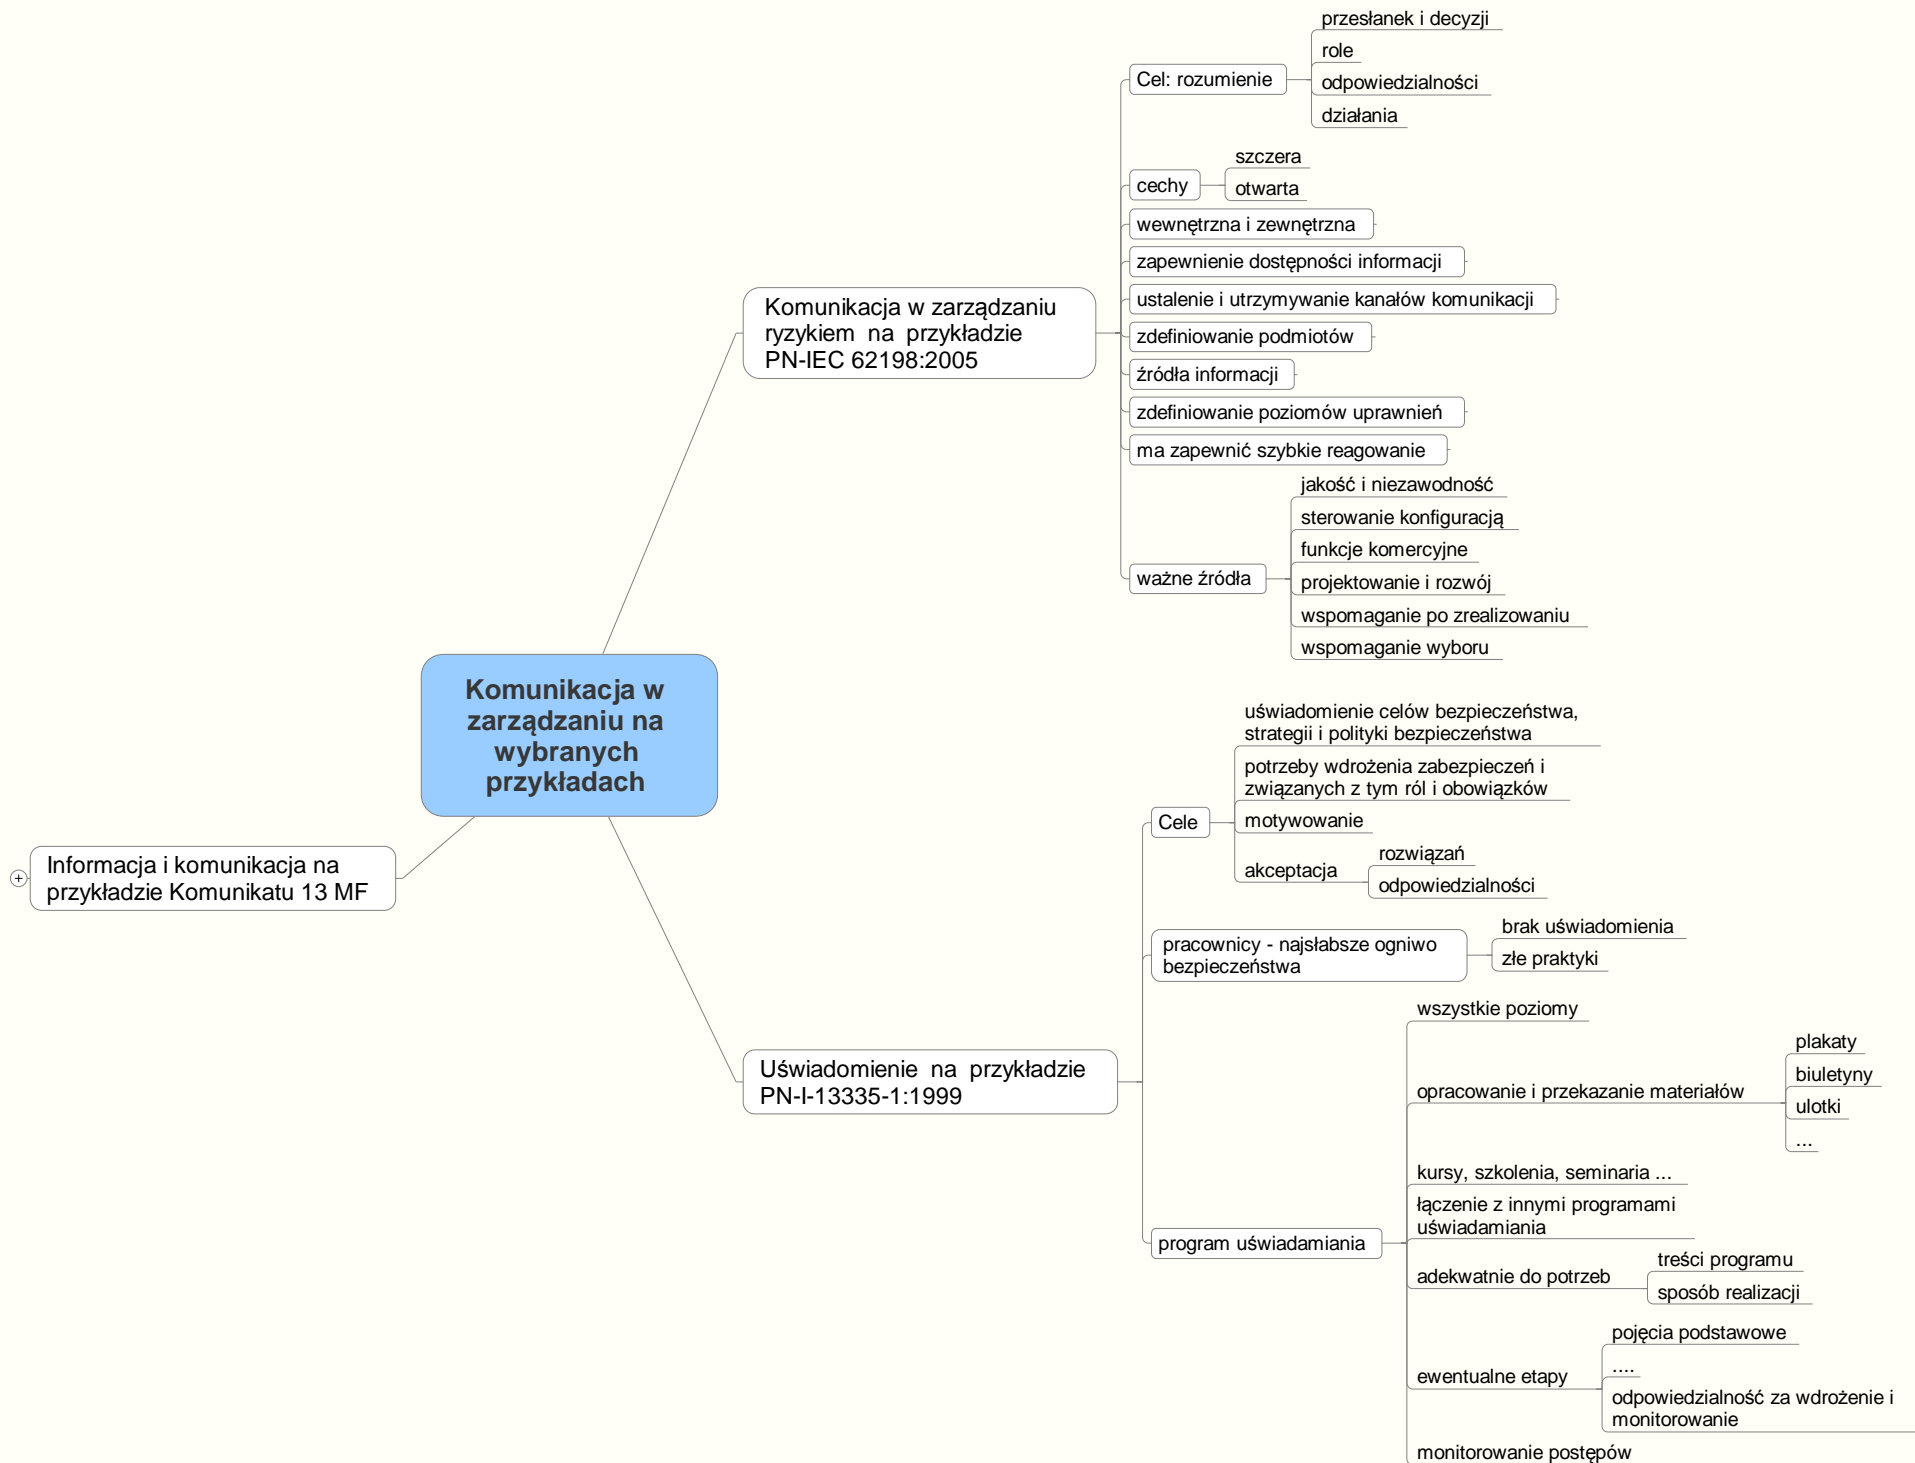 przesłanek i decyzji
role
Cel: rozumienie
odpowiedzialności
działania
szczera
cechy
otwarta
wewnętrzna i zewnętrzna
zapewnienie dostępności informacji
ustalenie i utrzymywanie kanałów komunikacji
Komunikacja w zarządzaniu
ryzykiem na przykładzie
PN-IEC 62198:2005
zdefiniowanie podmiotów
źródła informacji
zdefiniowanie poziomów uprawnień
ma zapewnić szybkie reagowanie
jakość i niezawodność
sterowanie konfiguracją
funkcje komercyjne
ważne źródła
projektowanie i rozwój
wspomaganie po zrealizowaniu
wspomaganie wyboru
Komunikacja w
zarządzaniu na
wybranych
przykładach
uświadomienie celów bezpieczeństwa,
strategii i polityki bezpieczeństwa
potrzeby wdrożenia zabezpieczeń i
związanych z tym ról i obowiązków
Cele
motywowanie
akceptacja
rozwiązań
odpowiedzialności
Informacja i komunikacja na
przykładzie Komunikatu 13 MF
pracownicy - najsłabsze ogniwo
bezpieczeństwa
brak uświadomienia
złe praktyki
wszystkie poziomy
Uświadomienie na przykładzie
PN-I-13335-1:1999
opracowanie i przekazanie materiałów
plakaty
biuletyny
ulotki
...
kursy, szkolenia, seminaria ...
łączenie z innymi programami
uświadamiania
program uświadamiania
adekwatnie do potrzeb
treści programu
sposób realizacji
ewentualne etapy
pojęcia podstawowe
....
odpowiedzialność za wdrożenie i
monitorowanie
monitorowanie postępów